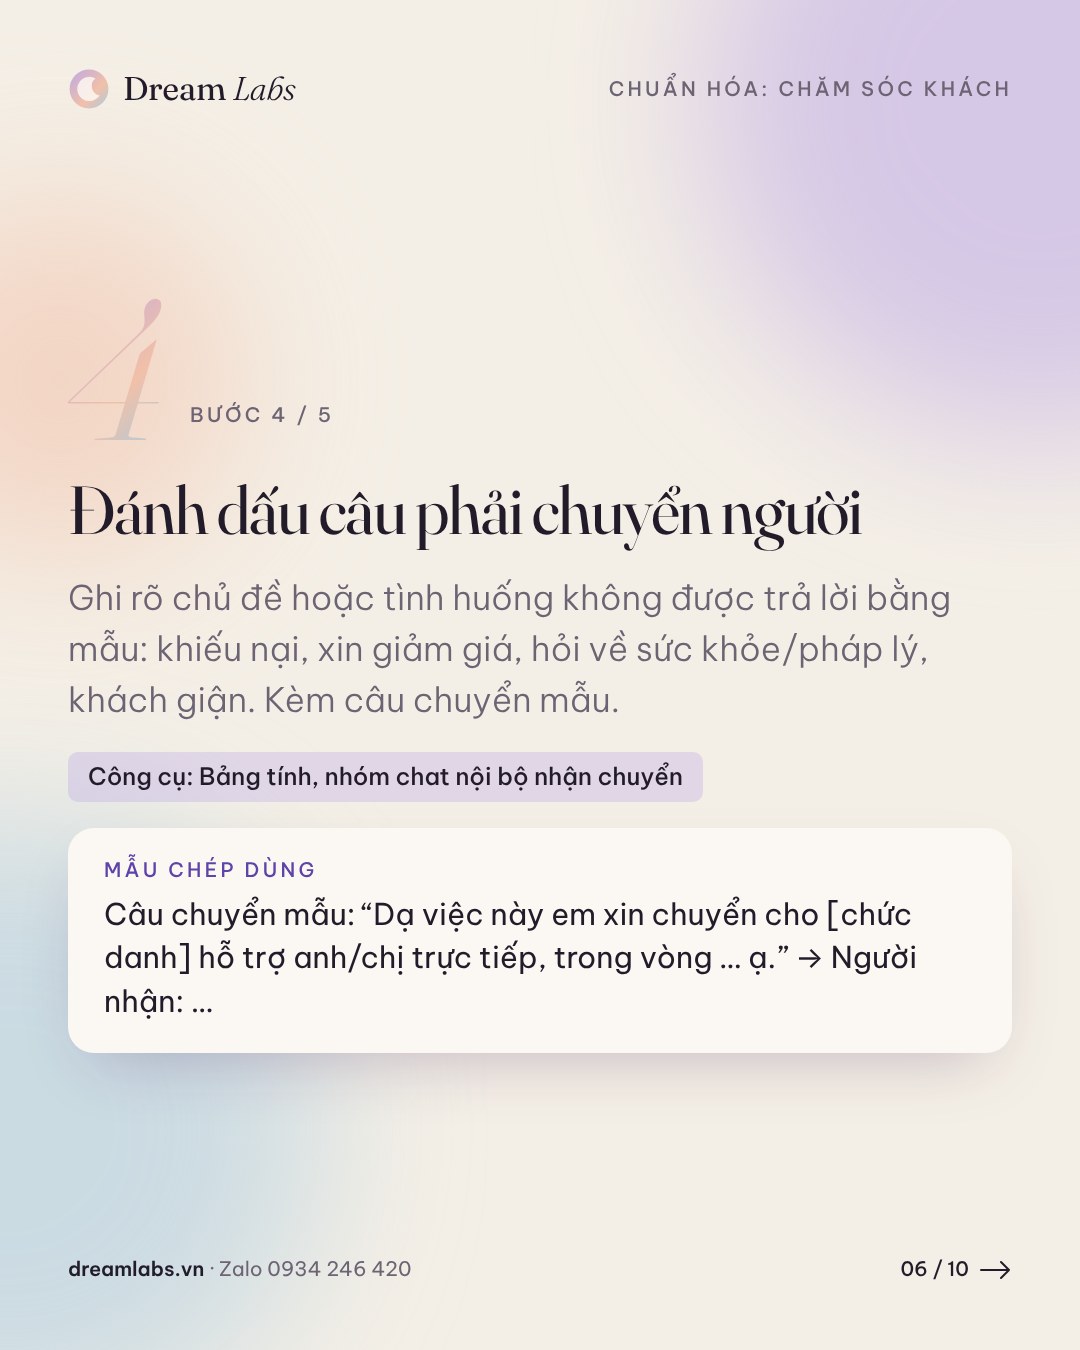 Dream Labs
CHUẨN HÓA: CHĂM SÓC KHÁCH
4
BƯỚC 4 / 5
Đánh dấu câu phải chuyển người
Ghi rõ chủ đề hoặc tình huống không được trả lời bằng
mẫu: khiếu nại, xin giảm giá, hỏi về sức khỏe/pháp lý,
khách giận. Kèm câu chuyển mẫu.
Công cụ: Bảng tính, nhóm chat nội bộ nhận chuyển
MẪU CHÉP DÙNG
Câu chuyển mẫu: “Dạ việc này em xin chuyển cho [chức
danh] hỗ trợ anh/chị trực tiếp, trong vòng ... ạ.” → Người
nhận: ...
dreamlabs.vn · Zalo 0934 246 420
06 / 10 →